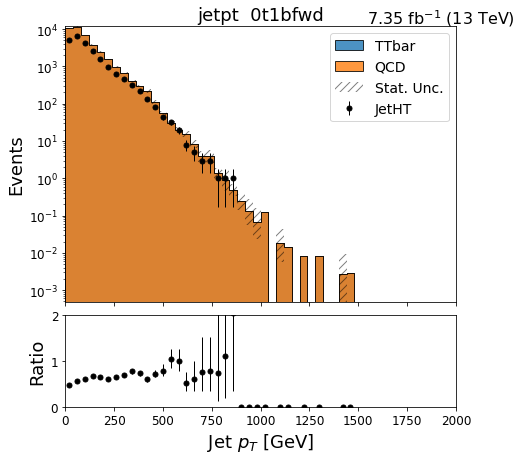 jetpt  0t1bfwd
7.35 fb⁻¹ (13 TeV)
TTbar
QCD
Stat. Unc.
JetHT
Events
10⁴
10³
10²
10¹
10⁰
10⁻¹
10⁻²
10⁻³
Ratio
2
1
0
0 250 500 750 1000 1250 1500 1750 2000
Jet p_T [GeV]